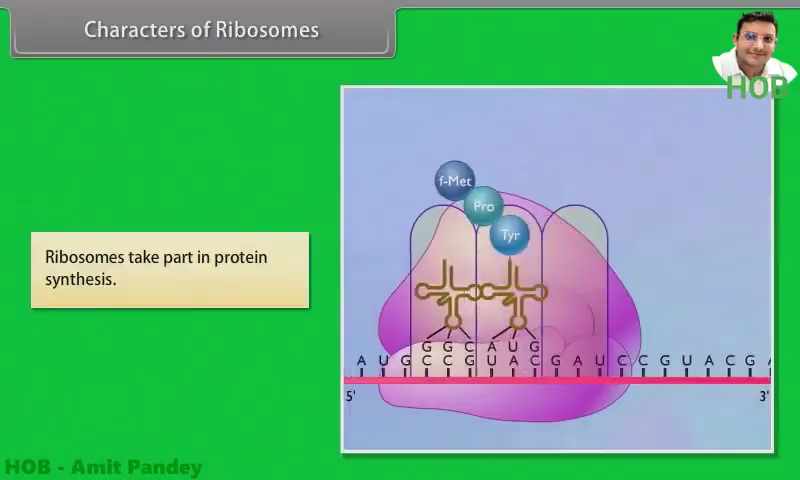 Characters of Ribosomes
HOB
f-Met
Pro
Tyr
Ribosomes take part in protein
synthesis.
G G C A U G
A U G C C G U A C G A U C C G U A C G A
5' 3'
HOB - Amit Pandey